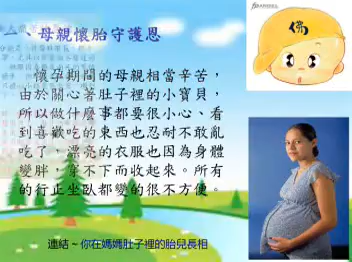 一、母親懷胎守護恩
懷孕期間的母親相當辛苦，
由於關心著肚子裡的小寶貝，
所以做什麼事都要很小心、看
到喜歡吃的東西也忍耐不敢亂
吃了，漂亮的衣服也因為身體
變胖，穿不下而收起來。所有
的行正坐臥都變的很不方便。
連結~你在媽媽肚子裡的胎兒長相